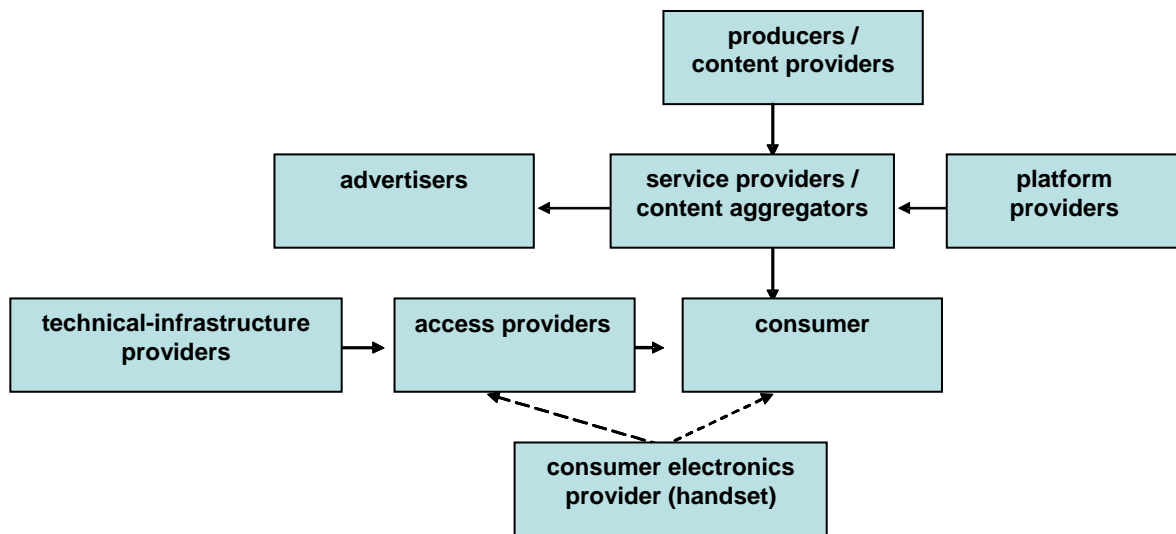 producers /
content providers
advertisers
service providers /
content aggregators
platform
providers
technical-infrastructure
providers
access providers
consumer
consumer electronics
provider (handset)